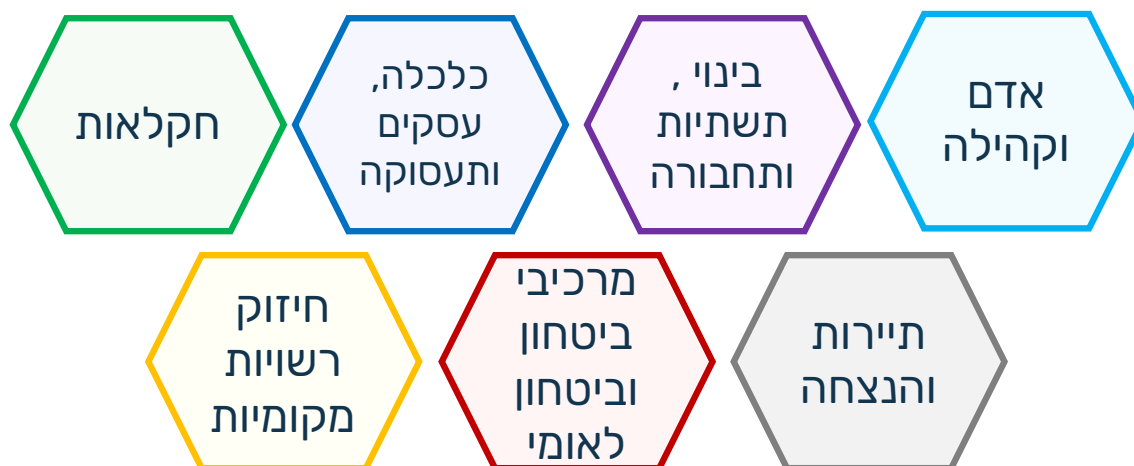 אדם
וקהילה
בינוי ,
תשתיות
ותחבורה
כלכלה,
עסקים
ותעסוקה
חקלאות
תיירות
והנצחה
מרכיבי
ביטחון
וביטחון
לאומי
חיזוק
רשויות
מקומיות